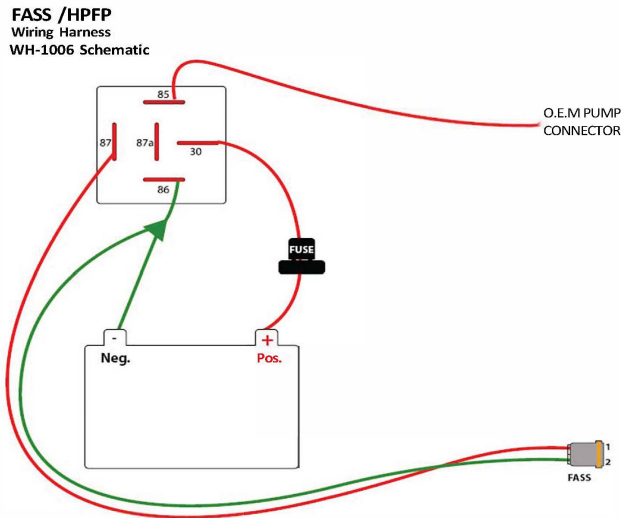 FASS /HPFP
Wiring Harness
WH-1006 Schematic
85
O.E.M PUMP
CONNECTOR
87
87a
30
86
FUSE
-
+
Neg.
Pos.
1
2
FASS